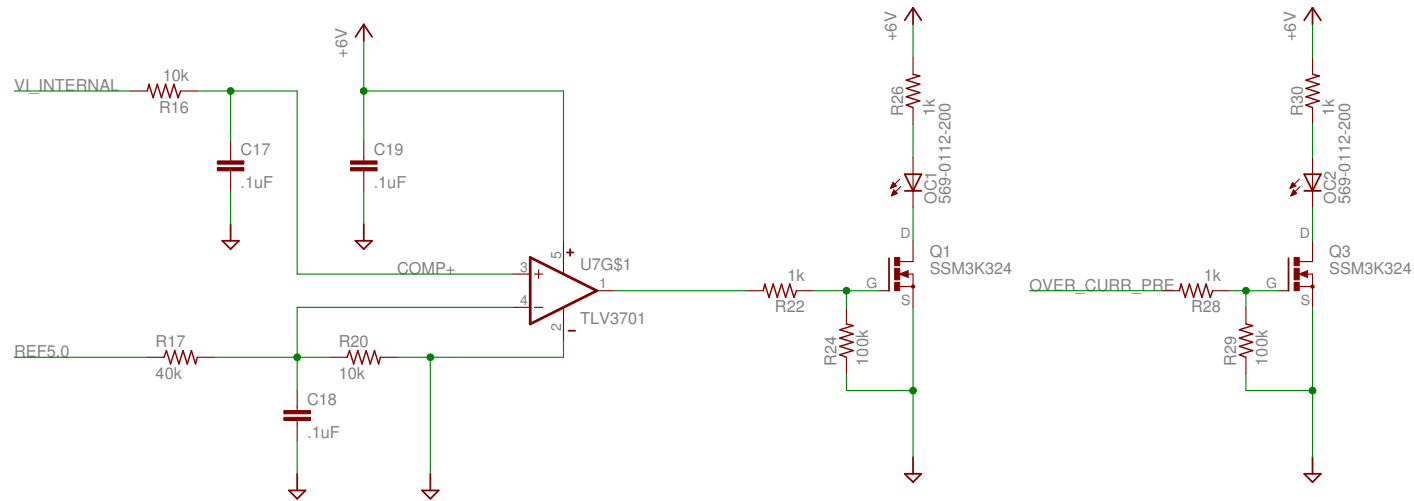 +6V
+6V
+6V
VI_INTERNAL
10k
R16
R26
1k
R30
1k
C17
.1uF
C19
.1uF
OC1
569-0112-200
OC2
569-0112-200
COMP+
3
+
4
−
5
+
2
−
1
U7G$1
TLV3701
D
G
S
Q1
SSM3K324
1k
R22
R24
100k
D
G
S
Q3
SSM3K324
OVER_CURR_PRE
1k
R28
R29
100k
REF5.0
R17
40k
R20
10k
C18
.1uF